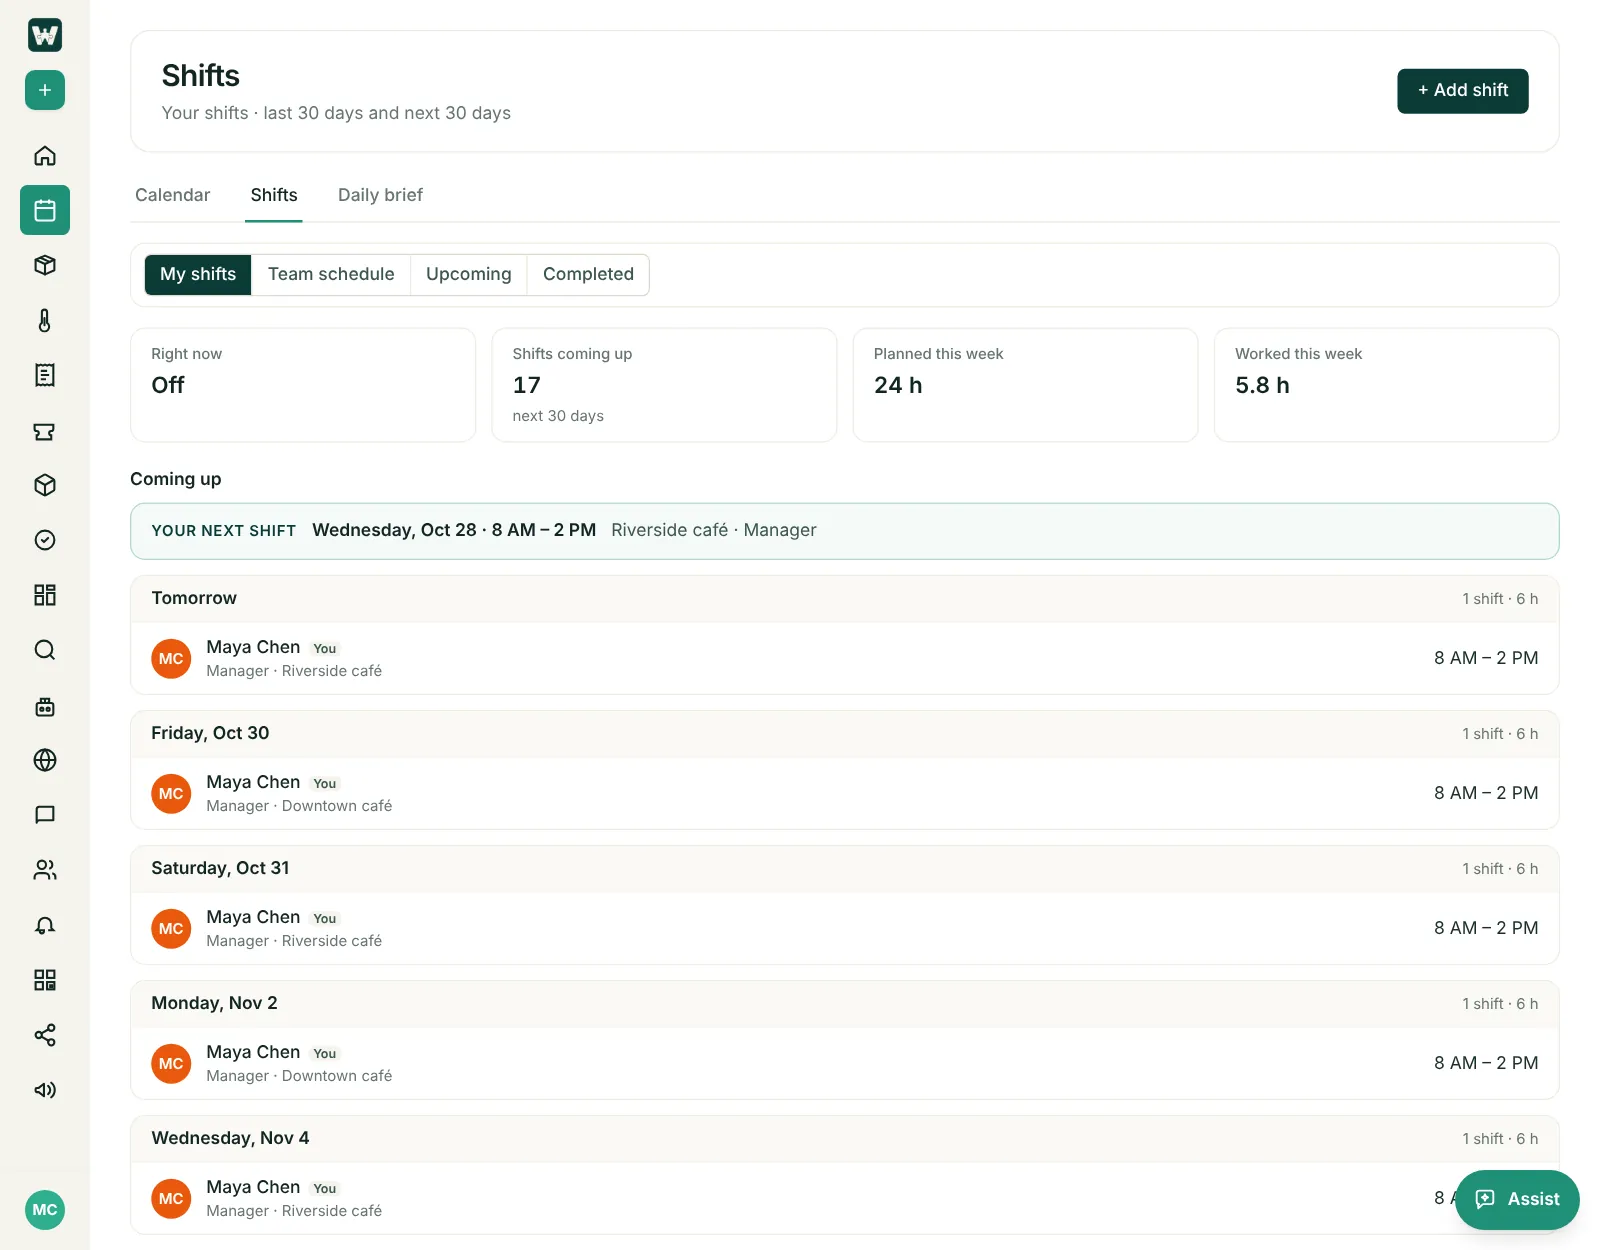 W
+
Shifts
Your shifts · last 30 days and next 30 days
+ Add shift
Calendar
Shifts
Daily brief
My shifts
Team schedule
Upcoming
Completed
Right now
Off
Shifts coming up
17
next 30 days
Planned this week
24 h
Worked this week
5.8 h
Coming up
YOUR NEXT SHIFT Wednesday, Oct 28 · 8 AM – 2 PM Riverside café · Manager
Tomorrow
1 shift · 6 h
MC
Maya Chen You
Manager · Riverside café
8 AM – 2 PM
Friday, Oct 30
1 shift · 6 h
MC
Maya Chen You
Manager · Downtown café
8 AM – 2 PM
Saturday, Oct 31
1 shift · 6 h
MC
Maya Chen You
Manager · Riverside café
8 AM – 2 PM
Monday, Nov 2
1 shift · 6 h
MC
Maya Chen You
Manager · Downtown café
8 AM – 2 PM
Wednesday, Nov 4
1 shift · 6 h
MC
Maya Chen You
Manager · Riverside café
8
Assist
MC